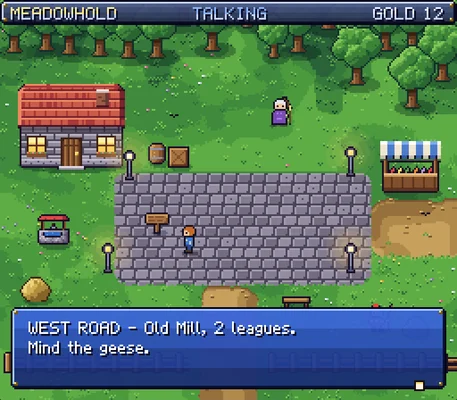 MEADOWHOLD TALKING GOLD 12
WEST ROAD - Old Mill, 2 leagues.
Mind the geese.